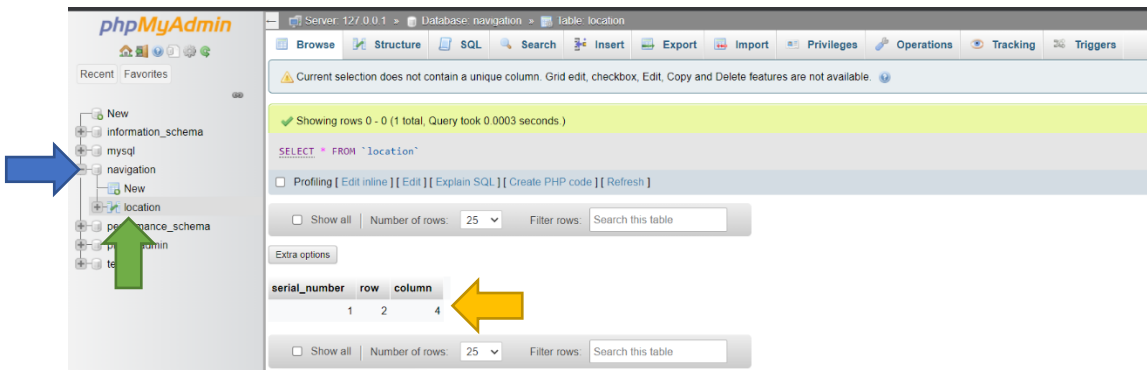 phpMyAdmin
Recent Favorites
New
information_schema
mysql
navigation
New
location
Server: 127.0.0.1 » Database: navigation » Table: location
Browse Structure SQL Search Insert Export Import Privileges Operations Tracking Triggers
Current selection does not contain a unique column. Grid edit, checkbox, Edit, Copy and Delete features are not available.
Showing rows 0 - 0 (1 total, Query took 0.0003 seconds.)
SELECT * FROM `location`
Profiling [ Edit inline ] [ Edit ] [ Explain SQL ] [ Create PHP code ] [ Refresh ]
Show all Number of rows: 25 Filter rows: Search this table
Extra options
serial_number row column
1 2 4
Show all Number of rows: 25 Filter rows: Search this table